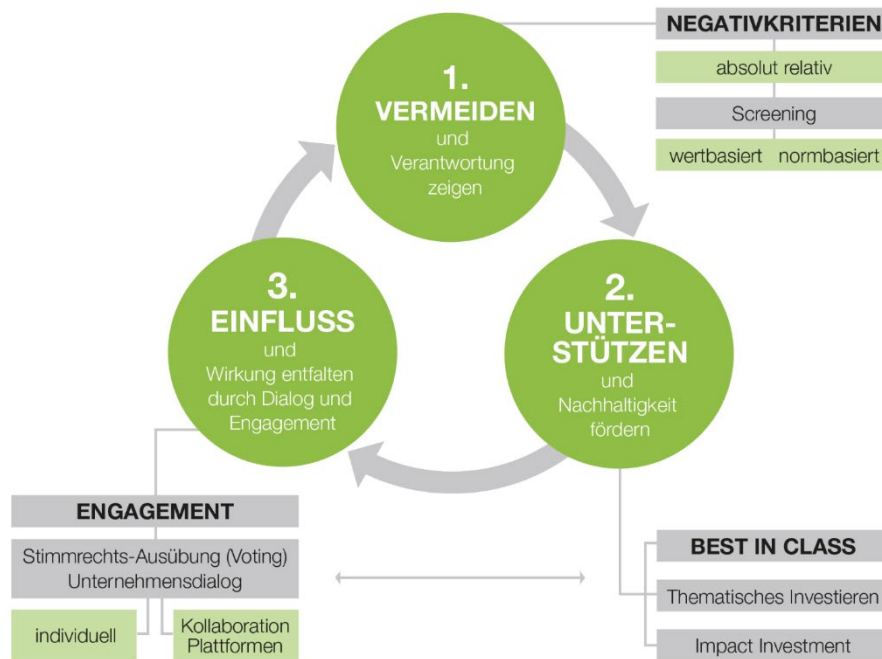 1.
VERMEIDEN
und
Verantwortung
zeigen
NEGATIVKRITERIEN
absolut relativ
Screening
wertbasiert normbasiert
2.
UNTER-
STÜTZEN
und
Nachhaltigkeit
fördern
BEST IN CLASS
Thematisches Investieren
Impact Investment
3.
EINFLUSS
und
Wirkung entfalten
durch Dialog und
Engagement
ENGAGEMENT
Stimmrechts-Ausübung (Voting)
Unternehmensdialog
individuell
Kollaboration
Plattformen